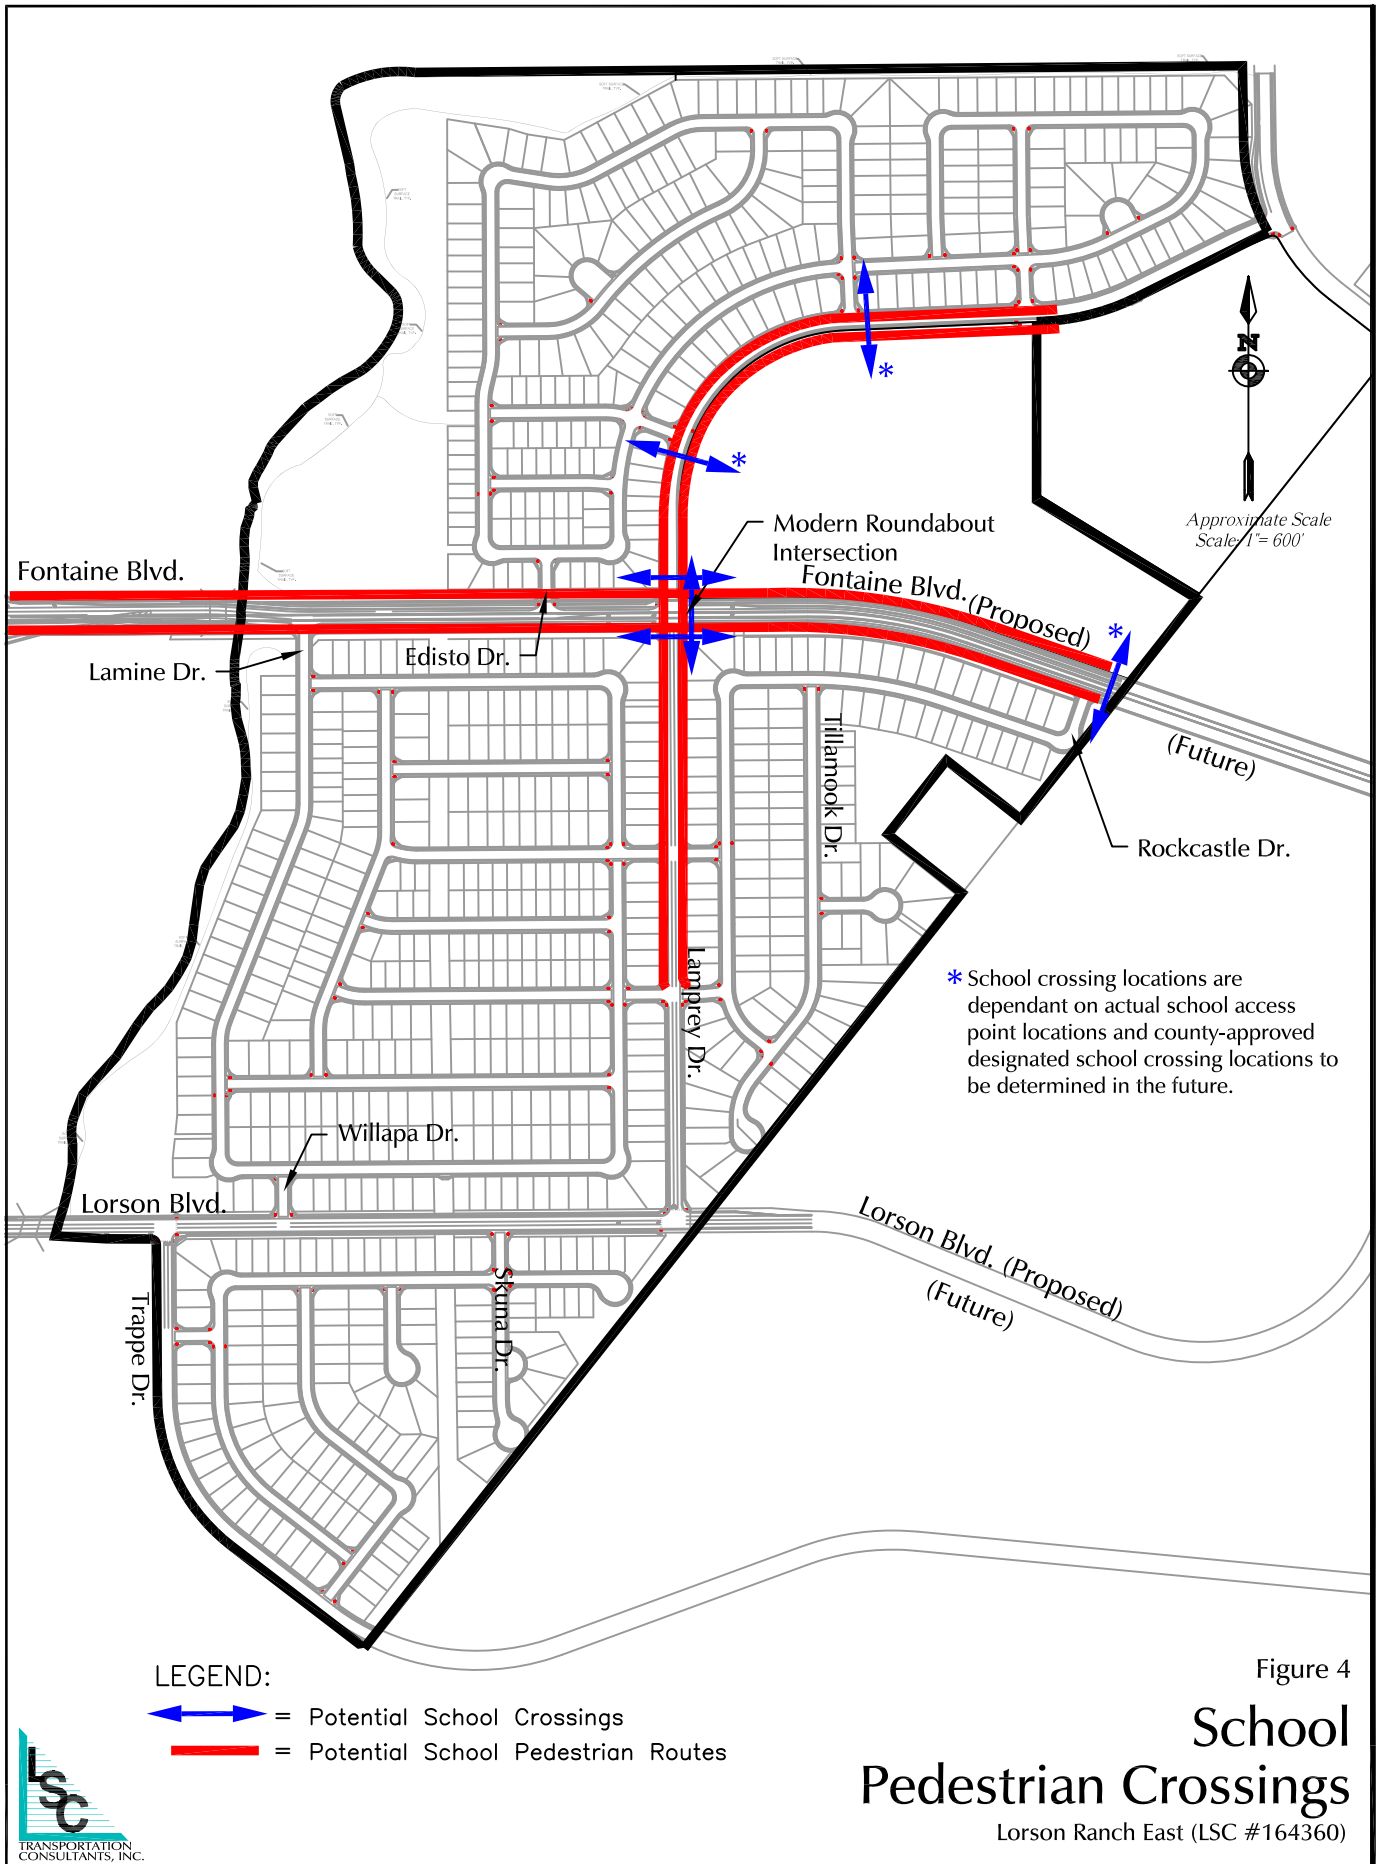 N
Approximate Scale
Scale: 1"= 600'
Modern Roundabout
Intersection
Fontaine Blvd.
Fontaine Blvd. (Proposed)
*
*
*
Lamine Dr.
Edisto Dr.
Tillamook Dr.
(Future)
Rockcastle Dr.
Lamprey Dr.
* School crossing locations are
dependant on actual school access
point locations and county-approved
designated school crossing locations to
be determined in the future.
Willapa Dr.
Lorson Blvd.
Lorson Blvd. (Proposed)
(Future)
Trappe Dr.
Skuna Dr.
LEGEND:
= Potential School Crossings
= Potential School Pedestrian Routes
Figure 4
School
Pedestrian Crossings
Lorson Ranch East (LSC #164360)
LSC
TRANSPORTATION
CONSULTANTS, INC.